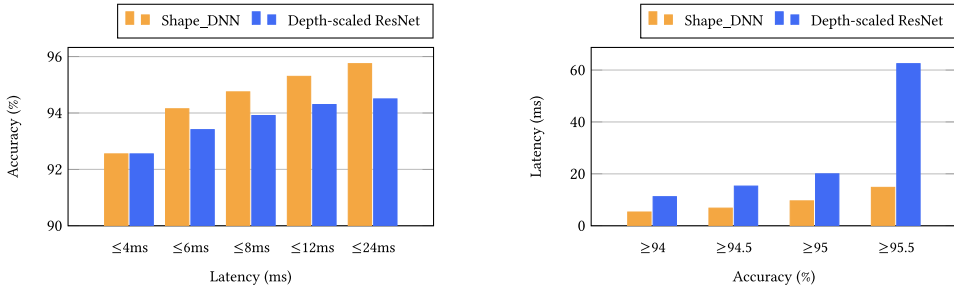 Shape_DNN Depth-scaled ResNet
96
94
92
90
Accuracy (%)
≤4ms ≤6ms ≤8ms ≤12ms ≤24ms
Latency (ms)
Shape_DNN Depth-scaled ResNet
60
40
20
0
Latency (ms)
≥94 ≥94.5 ≥95 ≥95.5
Accuracy (%)